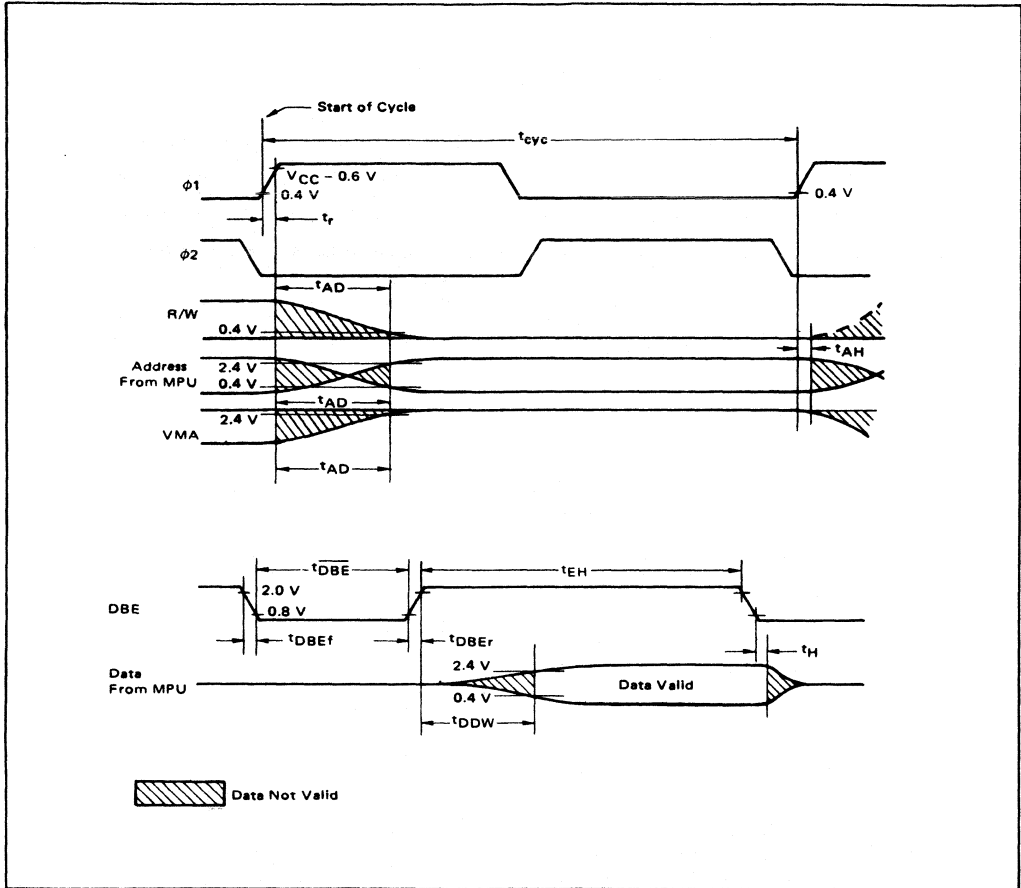 Start of Cycle
tcyc
VCC – 0.6 V
ϕ1
0.4 V
0.4 V
tr
ϕ2
tAD
R/W
0.4 V
tAH
Address
From MPU
2.4 V
0.4 V
tAD
2.4 V
VMA
tAD
tDBE
tEH
2.0 V
DBE
0.8 V
tDBEf
tDBEr
tH
2.4 V
Data
From MPU
Data Valid
0.4 V
tDDW
Data Not Valid